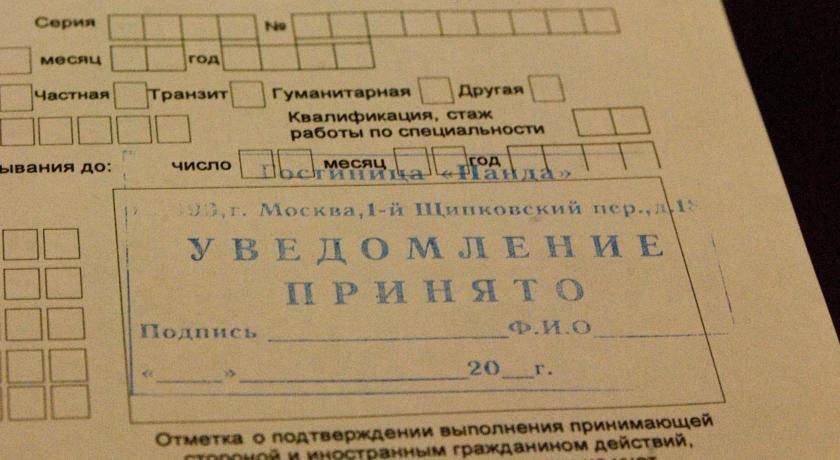 Серия №
месяц год
Частная Транзит Гуманитарная Другая
Квалификация, стаж
работы по специальности
ывания до: число месяц год
Гостиница «Панда»
г. Москва, 1-й Щипковский пер., д.
УВЕДОМЛЕНИЕ
ПРИНЯТО
Подпись Ф.И.О
« » 20 г.
Отметка о подтверждении выполнения принимающей
стороной и иностранным гражданином действий,